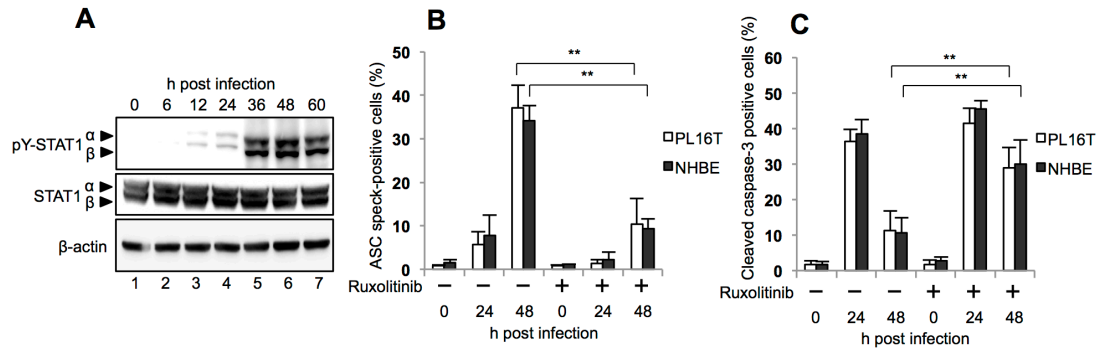 A
h post infection
0 6 12 24 36 48 60
pY-STAT1
α
β
STAT1
α
β
β-actin
1 2 3 4 5 6 7
B
ASC speck-positive cells (%)
50
40
30
20
10
0
**
**
PL16T
NHBE
Ruxolitinib − − − + + +
0 24 48 0 24 48
h post infection
C
Cleaved caspase-3 positive cells (%)
60
50
40
30
20
10
0
**
**
PL16T
NHBE
Ruxolitinib − − − + + +
0 24 48 0 24 48
h post infection